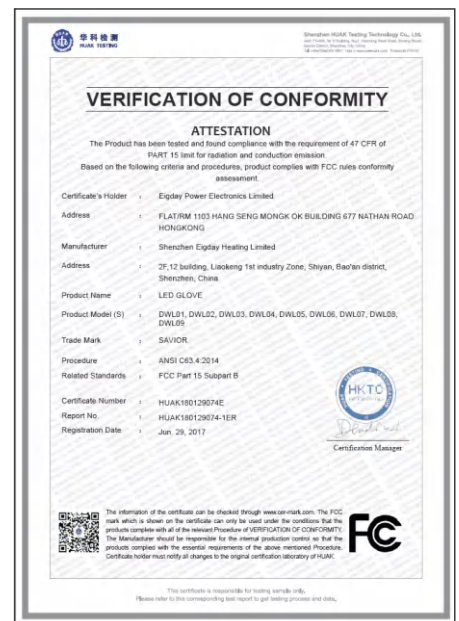 华科检测
HUAK TESTING
Shenzhen HUAK Testing Technology Co., Ltd.
VERIFICATION OF CONFORMITY
ATTESTATION
The Product has been tested and found compliance with the requirement of 47 CFR of
PART 15 limit for radiation and conduction emission
Based on the following criteria and procedures, product complies with FCC rules conformity
assessment.
Certificate's Holder : Eigday Power Electronics Limited
Address : FLAT/RM 1103 HANG SENG MONGK OK BUILDING 677 NATHAN ROAD
HONGKONG
Manufacturer : Shenzhen Eigday Heating Limited
Address : 2F,12 building, Liaokeng 1st industry Zone, Shiyan, Bao'an district,
Shenzhen, China
Product Name : LED GLOVE
Product Model (S) : DWL01, DWL02, DWL03, DWL04, DWL05, DWL06, DWL07, DWL08,
DWL09
Trade Mark : SAVIOR
Procedure : ANSI C63.4:2014
Related Standards : FCC Part 15 Subpart B
Certificate Number : HUAK180129074E
Report No. : HUAK180129074-1ER
Registration Date : Jun. 29, 2017
HKTC
Certification Manager
The information of the certificate can be checked through www.cer-mark.com. The FCC
mark which is shown on the certificate can only be used under the conditions that the
products complete with all of the relevant Procedure of VERIFICATION OF CONFORMITY.
The Manufacturer should be responsible for the internal production control so that the
products complied with the essential requirements of the above mentioned Procedure.
Certificate holder must notify all changes to the original certification laboratory of HUAK.
FC
This certificate is responsible for testing sample only.
Please refer to the corresponding test report to get testing process and data.